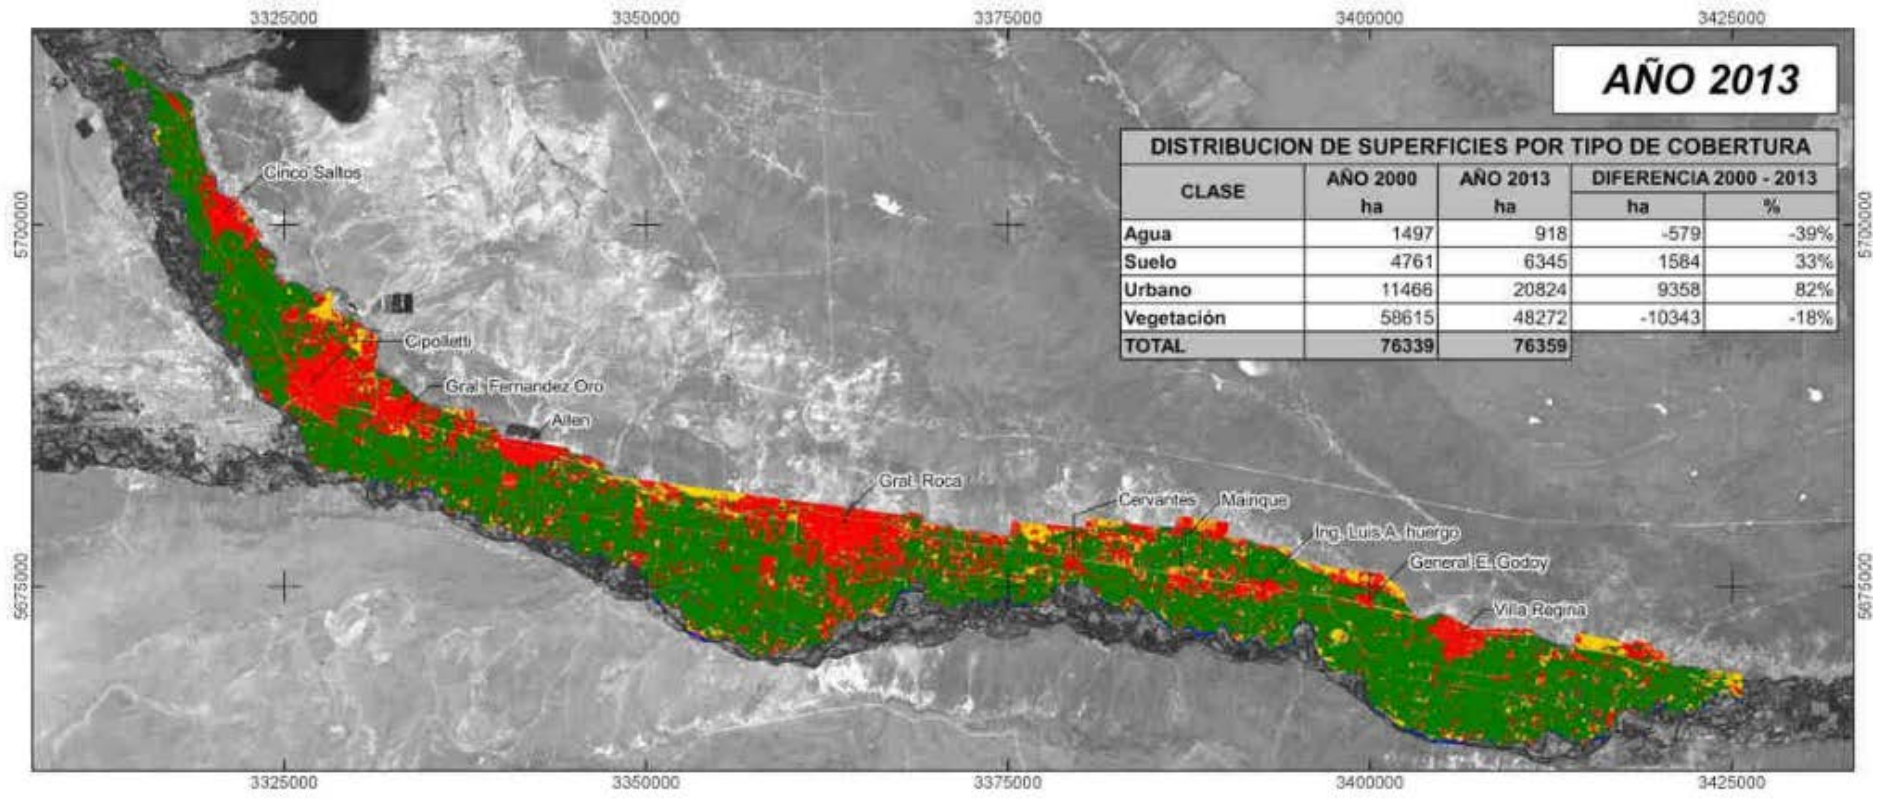 3325000 3350000 3375000 3400000 3425000
AÑO 2013
DISTRIBUCION DE SUPERFICIES POR TIPO DE COBERTURA
CLASE AÑO 2000 AÑO 2013 DIFERENCIA 2000 - 2013
ha ha ha %
Agua 1497 918 -579 -39%
Suelo 4761 6345 1584 33%
Urbano 11466 20824 9358 82%
Vegetación 58615 48272 -10343 -18%
TOTAL 76339 76359
Cinco Saltos
5700000 5700000
Cipolletti
Gral. Fernandez Oro
Allen
Gral. Roca
Cervantes
Mainque
Ing. Luis A. huergo
General E. Godoy
Villa Regina
5675000 5675000
3325000 3350000 3375000 3400000 3425000